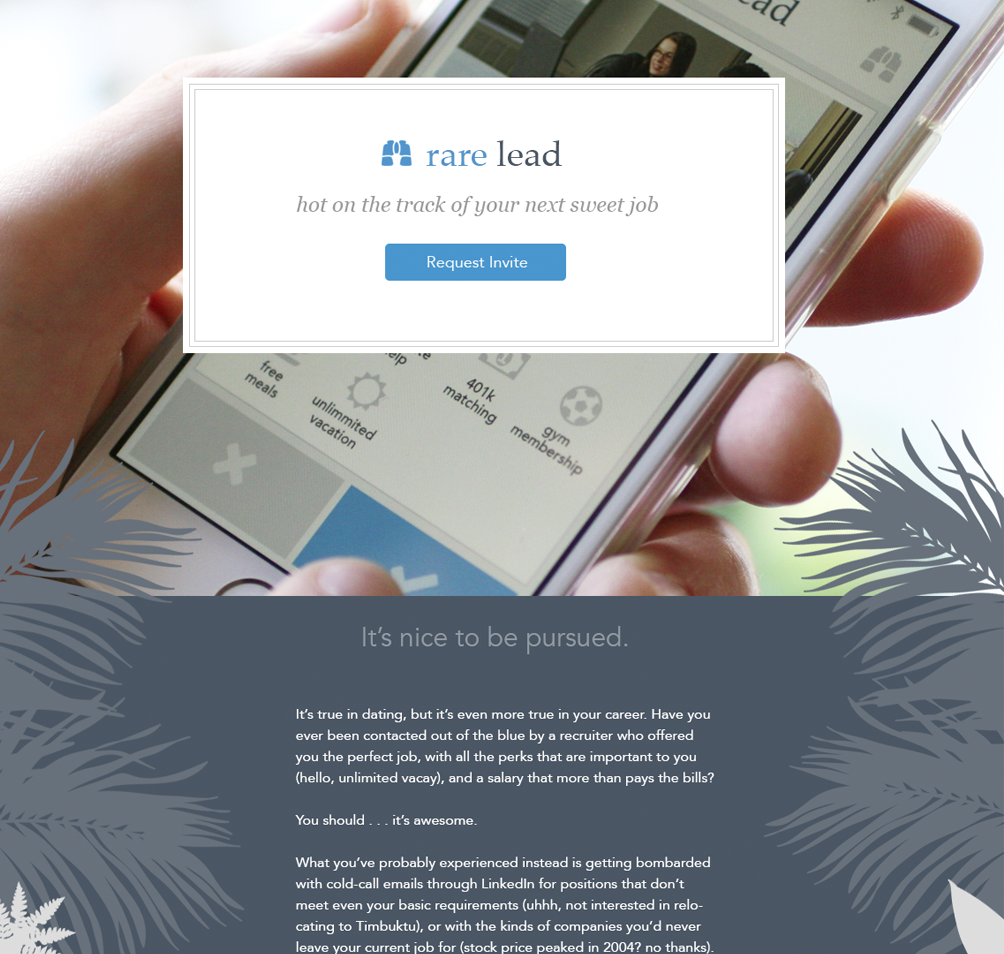 ead
rare lead
hot on the track of your next sweet job
Request Invite
free
meals
unlimmited
vacation
401k
matching
gym
membership
It's nice to be pursued.
It's true in dating, but it's even more true in your career. Have you
ever been contacted out of the blue by a recruiter who offered
you the perfect job, with all the perks that are important to you
(hello, unlimited vacay), and a salary that more than pays the bills?
You should . . . it's awesome.
What you've probably experienced instead is getting bombarded
with cold-call emails through LinkedIn for positions that don't
meet even your basic requirements (uhhh, not interested in relo-
cating to Timbuktu), or with the kinds of companies you'd never
leave your current job for (stock price peaked in 2004? no thanks).